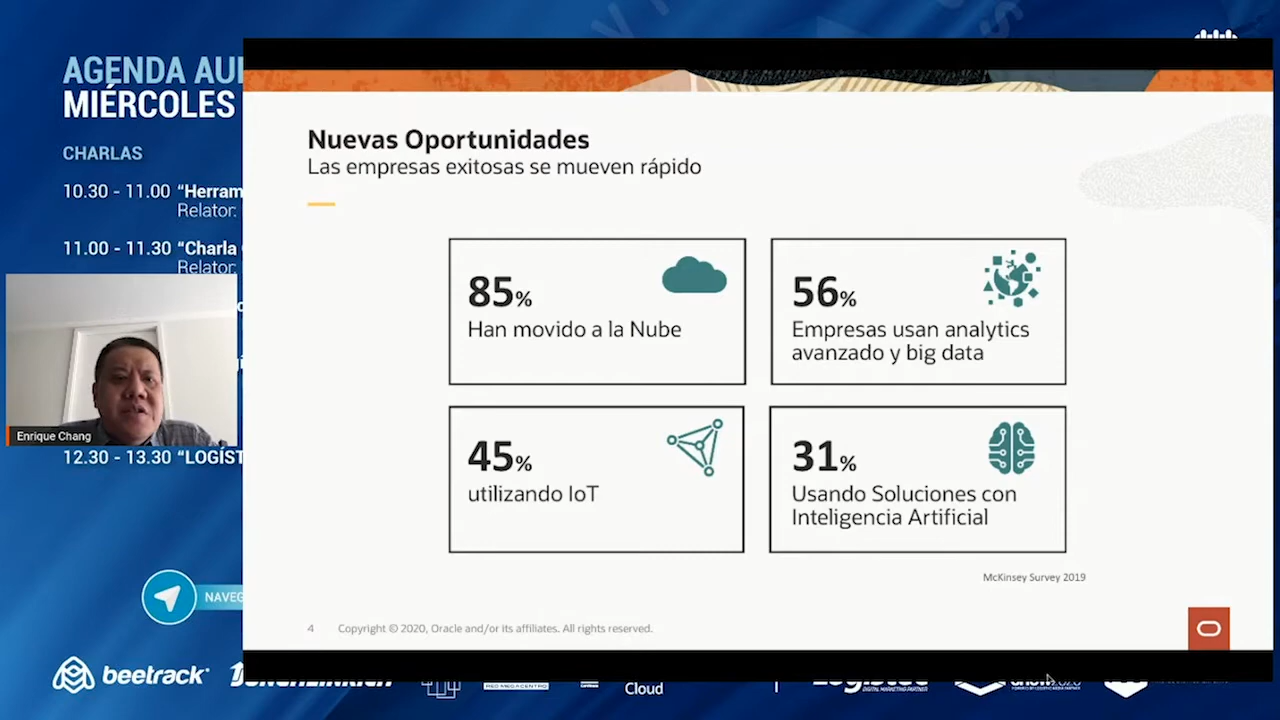 AGENDA AU
MIÉRCOLES
CHARLAS
10.30 - 11.00 “Herram
Relator:
11.00 - 11.30 “Charla
Relator:
Enrique Chang
12.30 - 13.30 “LOGÍST
NAVEG
beetrack
Nuevas Oportunidades
Las empresas exitosas se mueven rápido
85%
Han movido a la Nube
56%
Empresas usan analytics
avanzado y big data
45%
utilizando IoT
31%
Usando Soluciones con
Inteligencia Artificial
McKinsey Survey 2019
4 Copyright © 2020, Oracle and/or its affiliates. All rights reserved.
Cloud